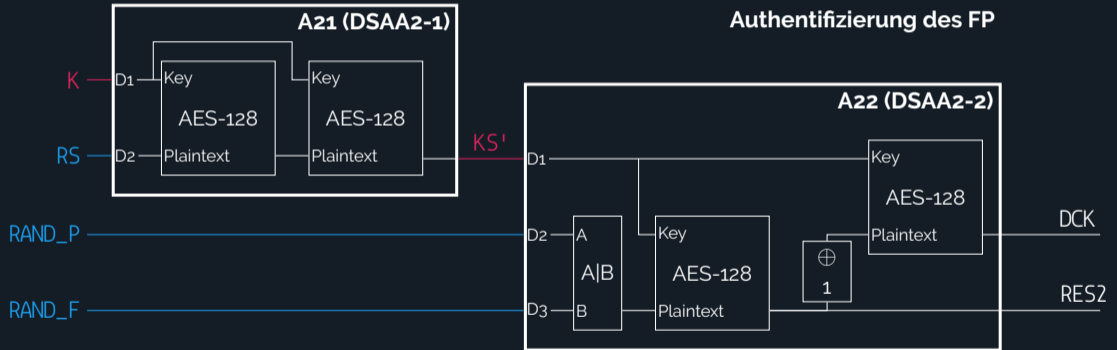 Authentifizierung des FP
A21 (DSAA2-1)
K
D1
Key
AES-128
Key
AES-128
RS
D2
Plaintext
Plaintext
KS'
A22 (DSAA2-2)
D1
Key
AES-128
Plaintext
DCK
RAND_P
D2
A
A|B
Key
AES-128
⊕
1
RAND_F
D3
B
Plaintext
RES2